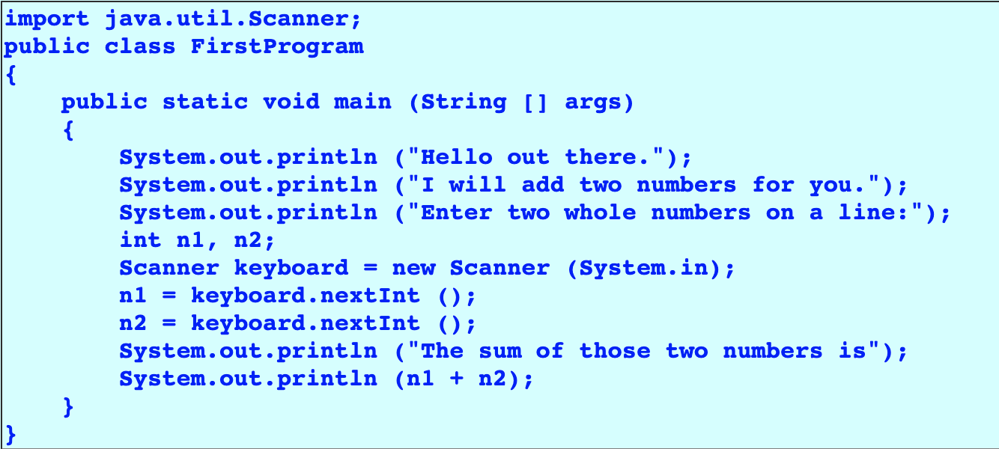 import java.util.Scanner;
public class FirstProgram
{
    public static void main (String [] args)
    {
        System.out.println ("Hello out there.");
        System.out.println ("I will add two numbers for you.");
        System.out.println ("Enter two whole numbers on a line:");
        int n1, n2;
        Scanner keyboard = new Scanner (System.in);
        n1 = keyboard.nextInt ();
        n2 = keyboard.nextInt ();
        System.out.println ("The sum of those two numbers is");
        System.out.println (n1 + n2);
    }
}